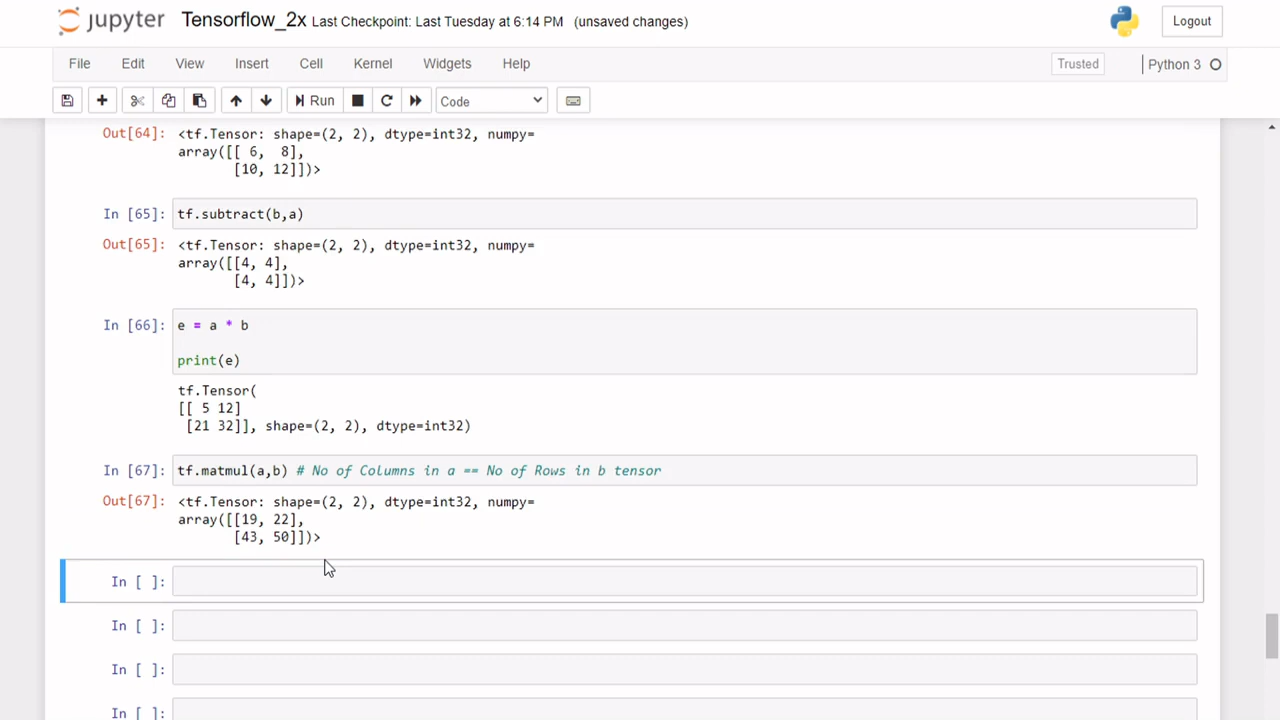 jupyter Tensorflow_2x Last Checkpoint: Last Tuesday at 6:14 PM (unsaved changes) Logout
File Edit View Insert Cell Kernel Widgets Help Trusted Python 3
Run Code
Out[64]: <tf.Tensor: shape=(2, 2), dtype=int32, numpy=
array([[ 6,  8],
       [10, 12]])>
In [65]: tf.subtract(b,a)
Out[65]: <tf.Tensor: shape=(2, 2), dtype=int32, numpy=
array([[4, 4],
       [4, 4]])>
In [66]: e = a * b
print(e)
tf.Tensor(
[[ 5 12]
 [21 32]], shape=(2, 2), dtype=int32)
In [67]: tf.matmul(a,b) # No of Columns in a == No of Rows in b tensor
Out[67]: <tf.Tensor: shape=(2, 2), dtype=int32, numpy=
array([[19, 22],
       [43, 50]])>
In [ ]:
In [ ]:
In [ ]:
In [ ]: